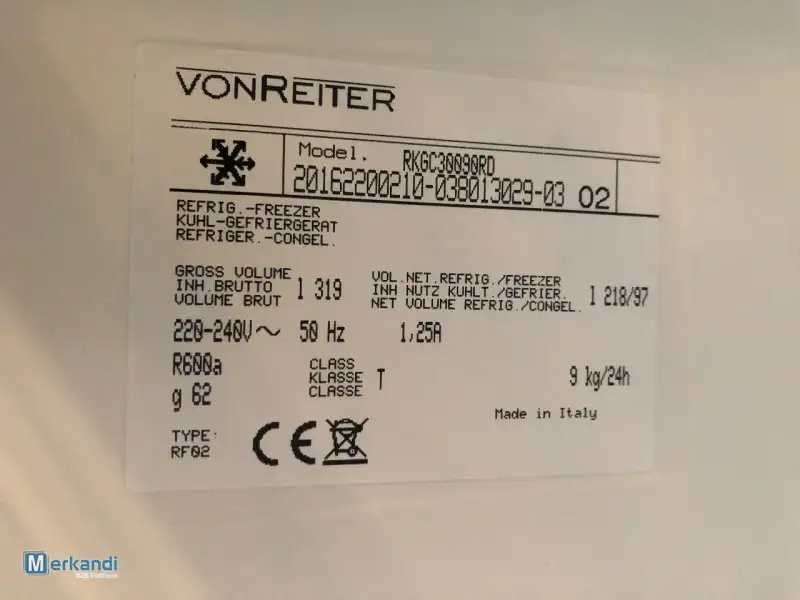 VONREITER
Model. RKGC30090RD
20162200210-038013029-03 02
REFRIG.-FREEZER
KUHL-GEFRIERGERAT
REFRIGER.-CONGEL.
GROSS VOLUME
INH.BRUTTO
VOLUME BRUT
l 319
VOL.NET.REFRIG./FREEZER
INH NUTZ KUHLT./GEFRIER.
NET VOLUME REFRIG./CONGEL.
l 218/97
220-240V~ 50 Hz 1,25A
R600a
g 62
CLASS
KLASSE
CLASSE
T
9 kg/24h
Made in Italy
TYPE:
RF02
CE
Merkandi
B2B Platform